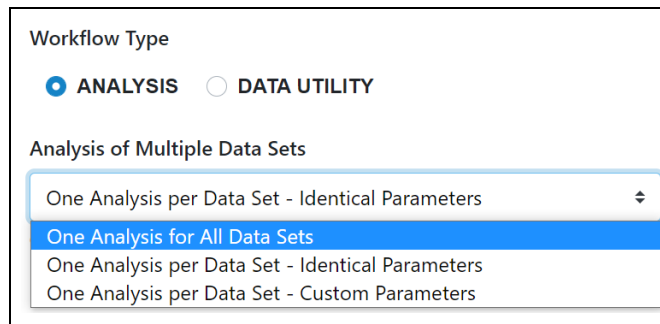 Workflow Type
ANALYSIS DATA UTILITY
Analysis of Multiple Data Sets
One Analysis per Data Set - Identical Parameters
One Analysis for All Data Sets
One Analysis per Data Set - Identical Parameters
One Analysis per Data Set - Custom Parameters